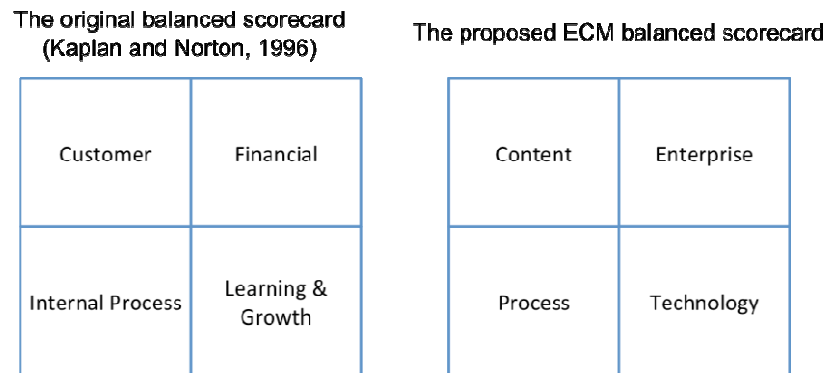 The original balanced scorecard
(Kaplan and Norton, 1996)
Customer
Financial
Internal Process
Learning &
Growth
The proposed ECM balanced scorecard
Content
Enterprise
Process
Technology